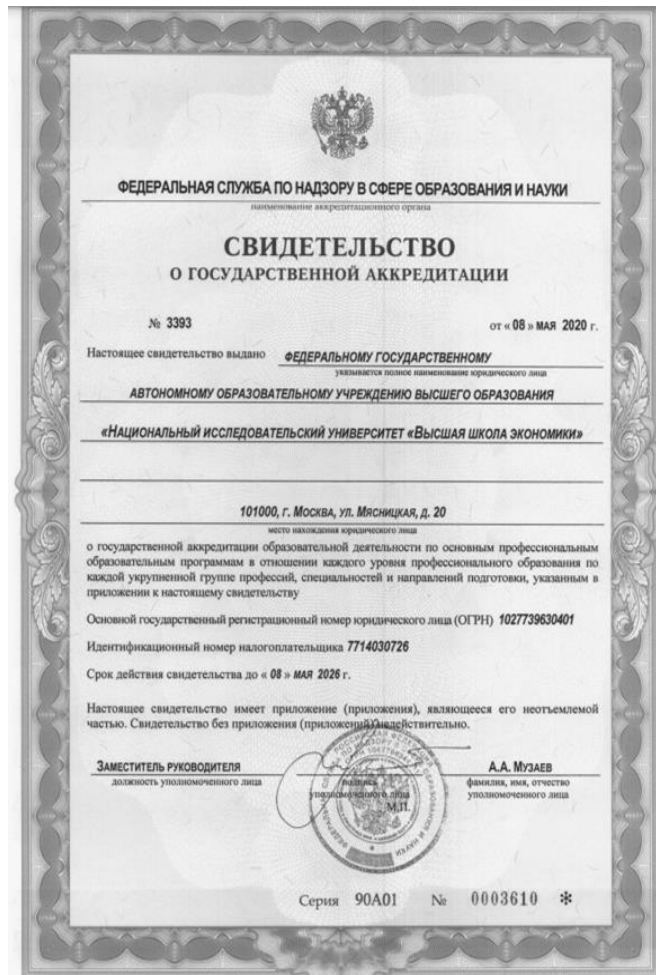 ФЕДЕРАЛЬНАЯ СЛУЖБА ПО НАДЗОРУ В СФЕРЕ ОБРАЗОВАНИЯ И НАУКИ
наименование аккредитационного органа
СВИДЕТЕЛЬСТВО
О ГОСУДАРСТВЕННОЙ АККРЕДИТАЦИИ
№ 3393 от « 08 » МАЯ 2020 г.
Настоящее свидетельство выдано ФЕДЕРАЛЬНОМУ ГОСУДАРСТВЕННОМУ
указывается полное наименование юридического лица
АВТОНОМНОМУ ОБРАЗОВАТЕЛЬНОМУ УЧРЕЖДЕНИЮ ВЫСШЕГО ОБРАЗОВАНИЯ
«НАЦИОНАЛЬНЫЙ ИССЛЕДОВАТЕЛЬСКИЙ УНИВЕРСИТЕТ «ВЫСШАЯ ШКОЛА ЭКОНОМИКИ»
101000, Г. МОСКВА, УЛ. МЯСНИЦКАЯ, Д. 20
место нахождения юридического лица
о государственной аккредитации образовательной деятельности по основным профессиональным
образовательным программам в отношении каждого уровня профессионального образования по
каждой укрупненной группе профессий, специальностей и направлений подготовки, указанным в
приложении к настоящему свидетельству
Основной государственный регистрационный номер юридического лица (ОГРН) 1027739630401
Идентификационный номер налогоплательщика 7714030726
Срок действия свидетельства до « 08 » МАЯ 2026 г.
Настоящее свидетельство имеет приложение (приложения), являющееся его неотъемлемой
частью. Свидетельство без приложения (приложений) недействительно.
ЗАМЕСТИТЕЛЬ РУКОВОДИТЕЛЯ А.А. МУЗАЕВ
должность уполномоченного лица подпись фамилия, имя, отчество
уполномоченного лица уполномоченного лица
М.П.
Серия 90А01 № 0003610 *